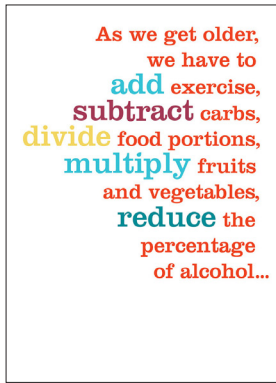 As we get older,
we have to
add exercise,
subtract carbs,
divide food portions,
multiply fruits
and vegetables,
reduce the
percentage
of alcohol...